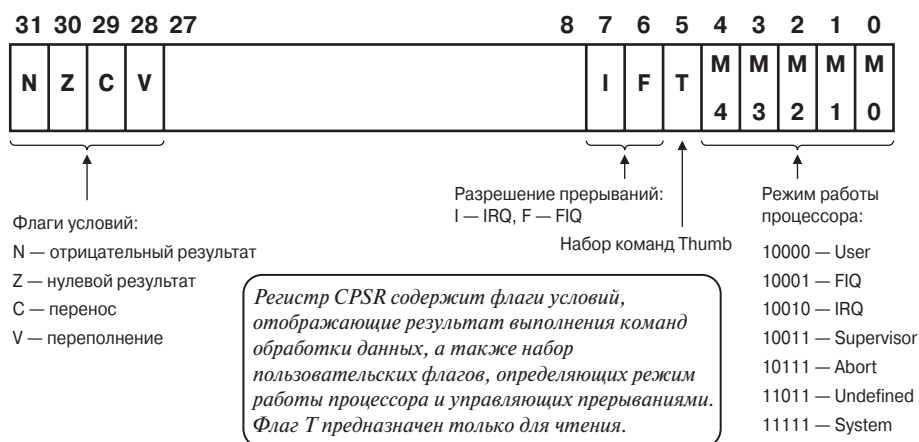 31 30 29 28 27 8 7 6 5 4 3 2 1 0
N Z C V I F T M M M M M
4 3 2 1 0
Флаги условий:
N — отрицательный результат
Z — нулевой результат
C — перенос
V — переполнение
Разрешение прерываний:
I — IRQ, F — FIQ
Набор команд Thumb
Режим работы
процессора:
10000 — User
10001 — FIQ
10010 — IRQ
10011 — Supervisor
10111 — Abort
11011 — Undefined
11111 — System
Регистр CPSR содержит флаги условий,
отображающие результат выполнения команд
обработки данных, а также набор
пользовательских флагов, определяющих режим
работы процессора и управляющих прерываниями.
Флаг T предназначен только для чтения.